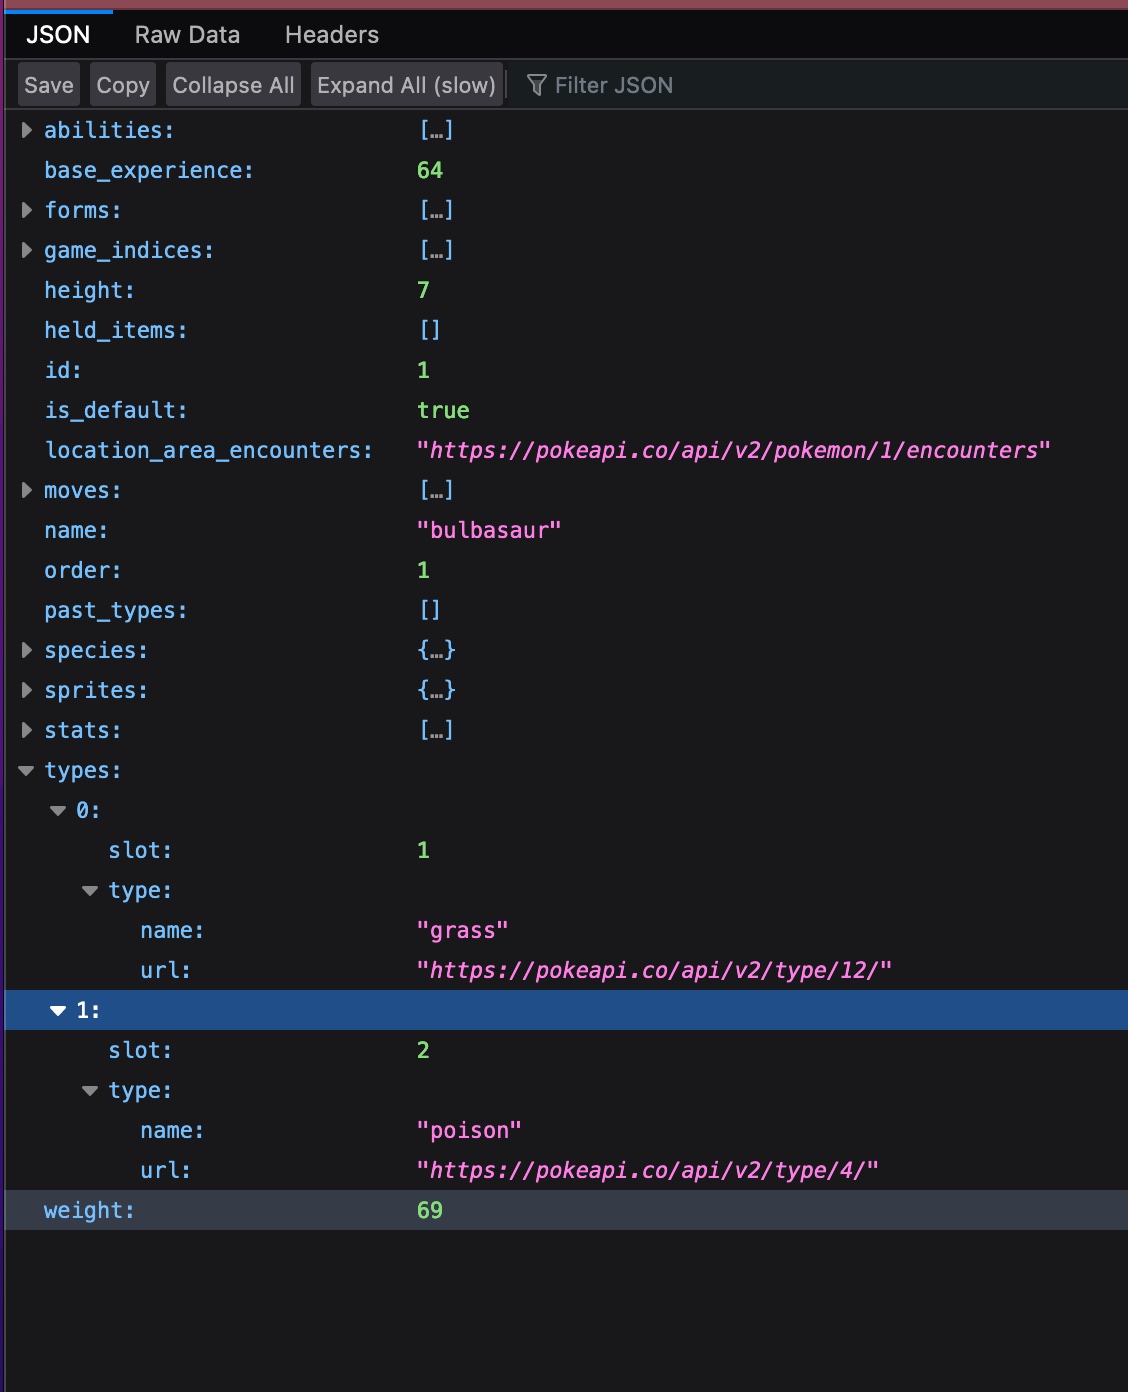 JSON Raw Data Headers
Save Copy Collapse All Expand All (slow) Filter JSON
abilities: […]
base_experience: 64
forms: […]
game_indices: […]
height: 7
held_items: []
id: 1
is_default: true
location_area_encounters: "https://pokeapi.co/api/v2/pokemon/1/encounters"
moves: […]
name: "bulbasaur"
order: 1
past_types: []
species: {…}
sprites: {…}
stats: […]
types:
0:
slot: 1
type:
name: "grass"
url: "https://pokeapi.co/api/v2/type/12/"
1:
slot: 2
type:
name: "poison"
url: "https://pokeapi.co/api/v2/type/4/"
weight: 69